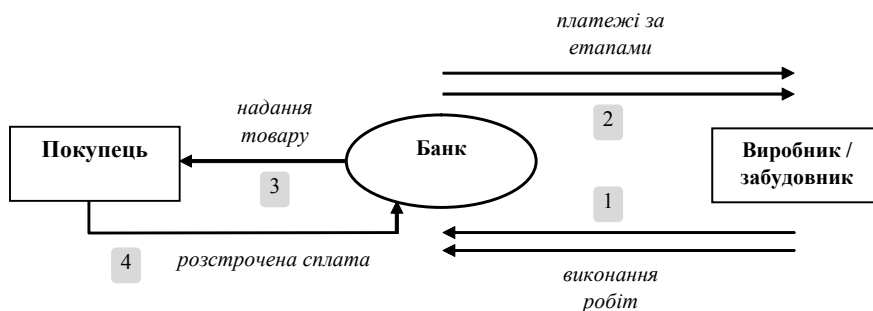 платежі за
етапами
надання
товару
2
Покупець
Банк
Виробник /
забудовник
3
1
4
розстрочена сплата
виконання
робіт